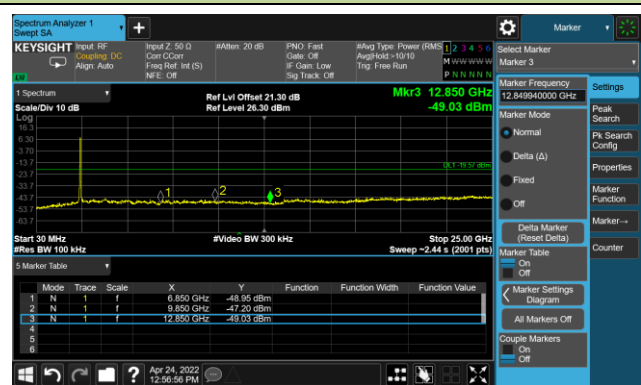 Spectrum Analyzer 1
Swept SA
Marker
KEYSIGHT Input: RF
Coupling: DC
Align: Auto
Input Z: 50 Ω
Corr CCorr
Freq Ref: Int (S)
NFE: Off
#Atten: 20 dB
PNO: Fast
Gate: Off
IF Gain: Low
Sig Track: Off
#Avg Type: Power (RMS)
Avg|Hold:>10/10
Trig: Free Run
1 2 3 4 5 6
M W W W W W
P N N N N N
LXI
Select Marker
Marker 3
1 Spectrum
Scale/Div 10 dB
Ref Lvl Offset 21.30 dB
Ref Level 26.30 dBm
Mkr3 12.850 GHz
-49.03 dBm
Log
16.3
6.30
-3.70
-13.7
-23.7
-33.7
-43.7
-53.7
-63.7
DL1 -19.57 dBm
1
2
3
Start 30 MHz
#Res BW 100 kHz
#Video BW 300 kHz
Stop 25.00 GHz
Sweep ~2.44 s (2001 pts)
5 Marker Table
Mode Trace Scale X Y Function Function Width Function Value
1 N 1 f 6.850 GHz -48.95 dBm
2 N 1 f 9.850 GHz -47.20 dBm
3 N 1 f 12.850 GHz -49.03 dBm
4
5
6
Marker Frequency
12.849940000 GHz
Marker Mode
Normal
Delta (Δ)
Fixed
Off
Delta Marker
(Reset Delta)
Marker Table
On
Off
Marker Settings
Diagram
All Markers Off
Couple Markers
On
Off
Settings
Peak
Search
Pk Search
Config
Properties
Marker
Function
Marker→
Counter
Apr 24, 2022
12:56:56 PM